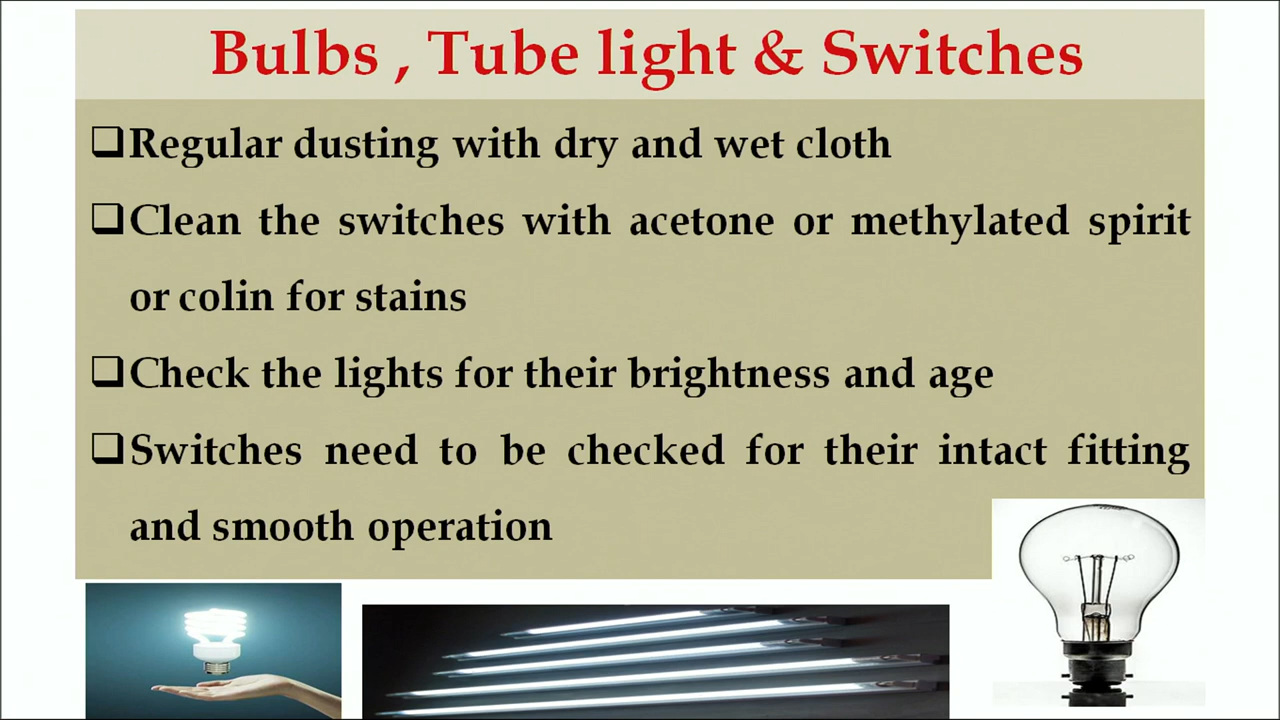 Bulbs , Tube light & Switches
❑Regular dusting with dry and wet cloth
❑Clean the switches with acetone or methylated spirit
or colin for stains
❑Check the lights for their brightness and age
❑Switches need to be checked for their intact fitting
and smooth operation